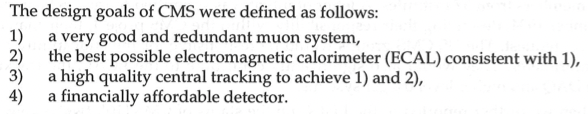 The design goals of CMS were defined as follows:
1) a very good and redundant muon system,
2) the best possible electromagnetic calorimeter (ECAL) consistent with 1),
3) a high quality central tracking to achieve 1) and 2),
4) a financially affordable detector.